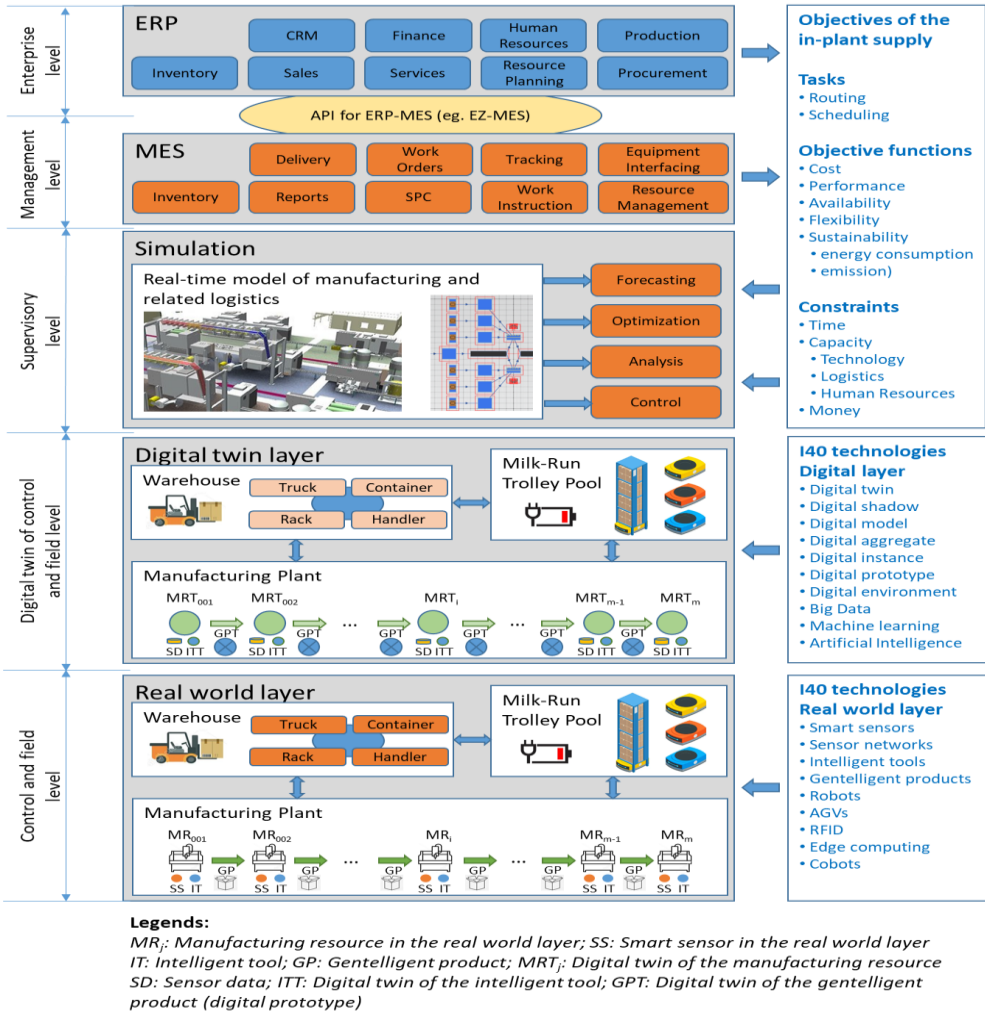 Enterprise level
ERP
CRM
Finance
Human Resources
Production
Inventory
Sales
Services
Resource Planning
Procurement
API for ERP-MES (eg. EZ-MES)
Management level
MES
Delivery
Work Orders
Tracking
Equipment Interfacing
Inventory
Reports
SPC
Work Instruction
Resource Management
Supervisory level
Simulation
Real-time model of manufacturing and
related logistics
Forecasting
Optimization
Analysis
Control
Digital twin of control and field level
Digital twin layer
Warehouse
Truck
Container
Rack
Handler
Milk-Run
Trolley Pool
Manufacturing Plant
MRT001
MRT002
MRTi
MRTm-1
MRTm
GPT
GPT
...
GPT
GPT
...
GPT
GPT
SD ITT
SD ITT
SD ITT
SD ITT
SD ITT
Control and field level
Real world layer
Warehouse
Truck
Container
Rack
Handler
Milk-Run
Trolley Pool
Manufacturing Plant
MR001
MR002
MRi
MRm-1
MRm
GP
GP
...
GP
GP
...
GP
GP
SS IT
SS IT
SS IT
SS IT
SS IT
Objectives of the
in-plant supply
Tasks
• Routing
• Scheduling
Objective functions
• Cost
• Performance
• Availability
• Flexibility
• Sustainability
• energy consumption
• emission)
Constraints
• Time
• Capacity
• Technology
• Logistics
• Human Resources
• Money
I40 technologies
Digital layer
• Digital twin
• Digital shadow
• Digital model
• Digital aggregate
• Digital instance
• Digital prototype
• Digital environment
• Big Data
• Machine learning
• Artificial Intelligence
I40 technologies
Real world layer
• Smart sensors
• Sensor networks
• Intelligent tools
• Gentelligent products
• Robots
• AGVs
• RFID
• Edge computing
• Cobots
Legends:
MRj: Manufacturing resource in the real world layer; SS: Smart sensor in the real world layer
IT: Intelligent tool; GP: Gentelligent product; MRTj: Digital twin of the manufacturing resource
SD: Sensor data; ITT: Digital twin of the intelligent tool; GPT: Digital twin of the gentelligent
product (digital prototype)